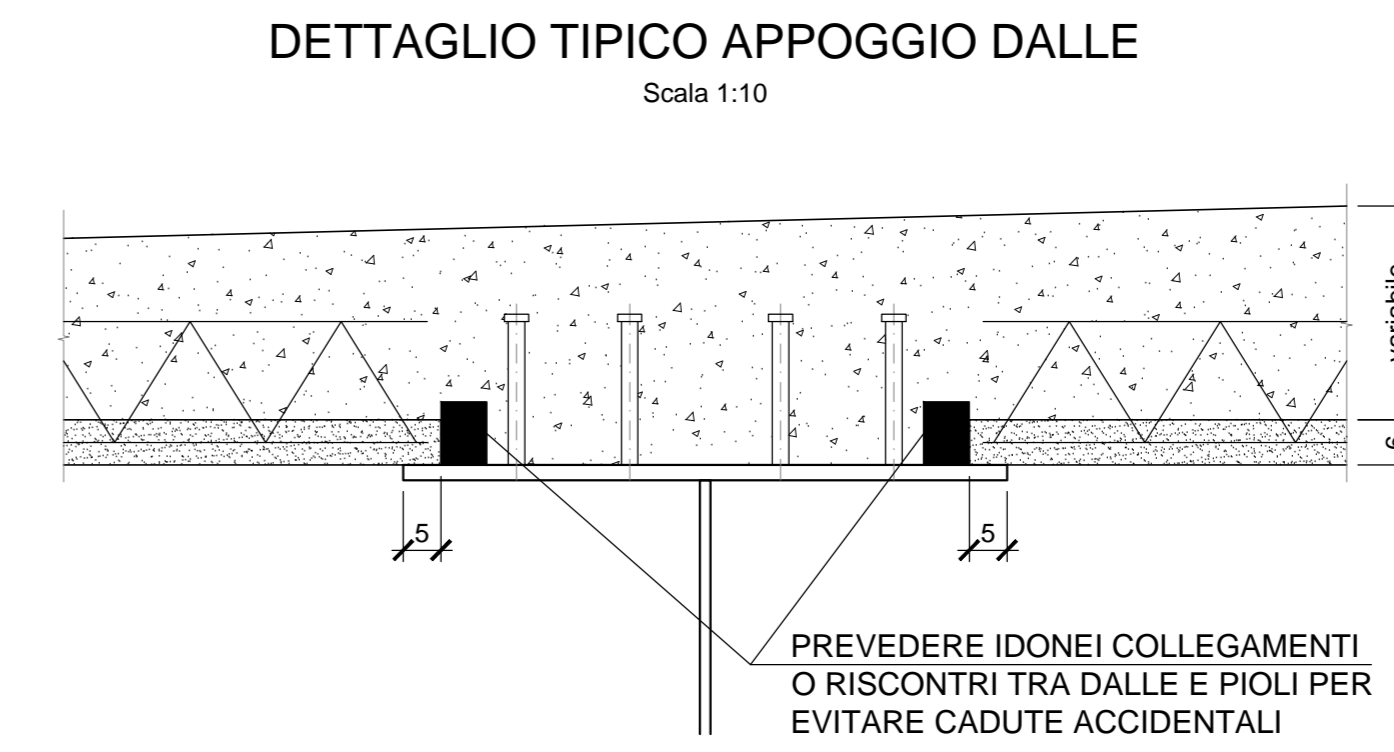 DETTAGLIO TIPICO APPOGGIO DALLE
Scala 1:10
5
5
PREVEDERE IDONEI COLLEGAMENTI
O RISCONTRI TRA DALLE E PIOLI PER
EVITARE CADUTE ACCIDENTALI